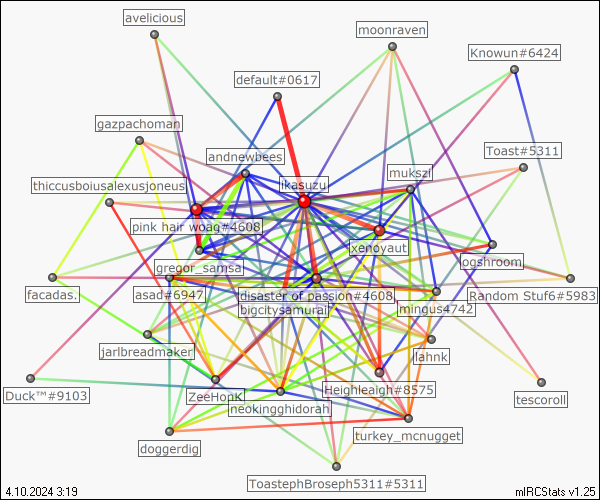 avelicious
moonraven
Knowun#6424
default#0617
gazpachoman
andnewbees
Toast#5311
mukszil
thiccusboiusalexusjoneus
ikasuzu
pink hair woag#4608
xenoyaut
ogshroom.
gregor_samsa
facadas.
asad#6947
disaster of passion#4608
Random Stuf6#5983
bigcitysamurai
mingus4742
jarlbreadmaker
lahnk
Duck™#9103
ZeeHonK
Heighleaigh#8575
tescoroll
neokingghidorah
turkey_mcnugget
doggerdig
ToastephBroseph5311#5311
4.10.2024 3:19
mIRCStats v1.25